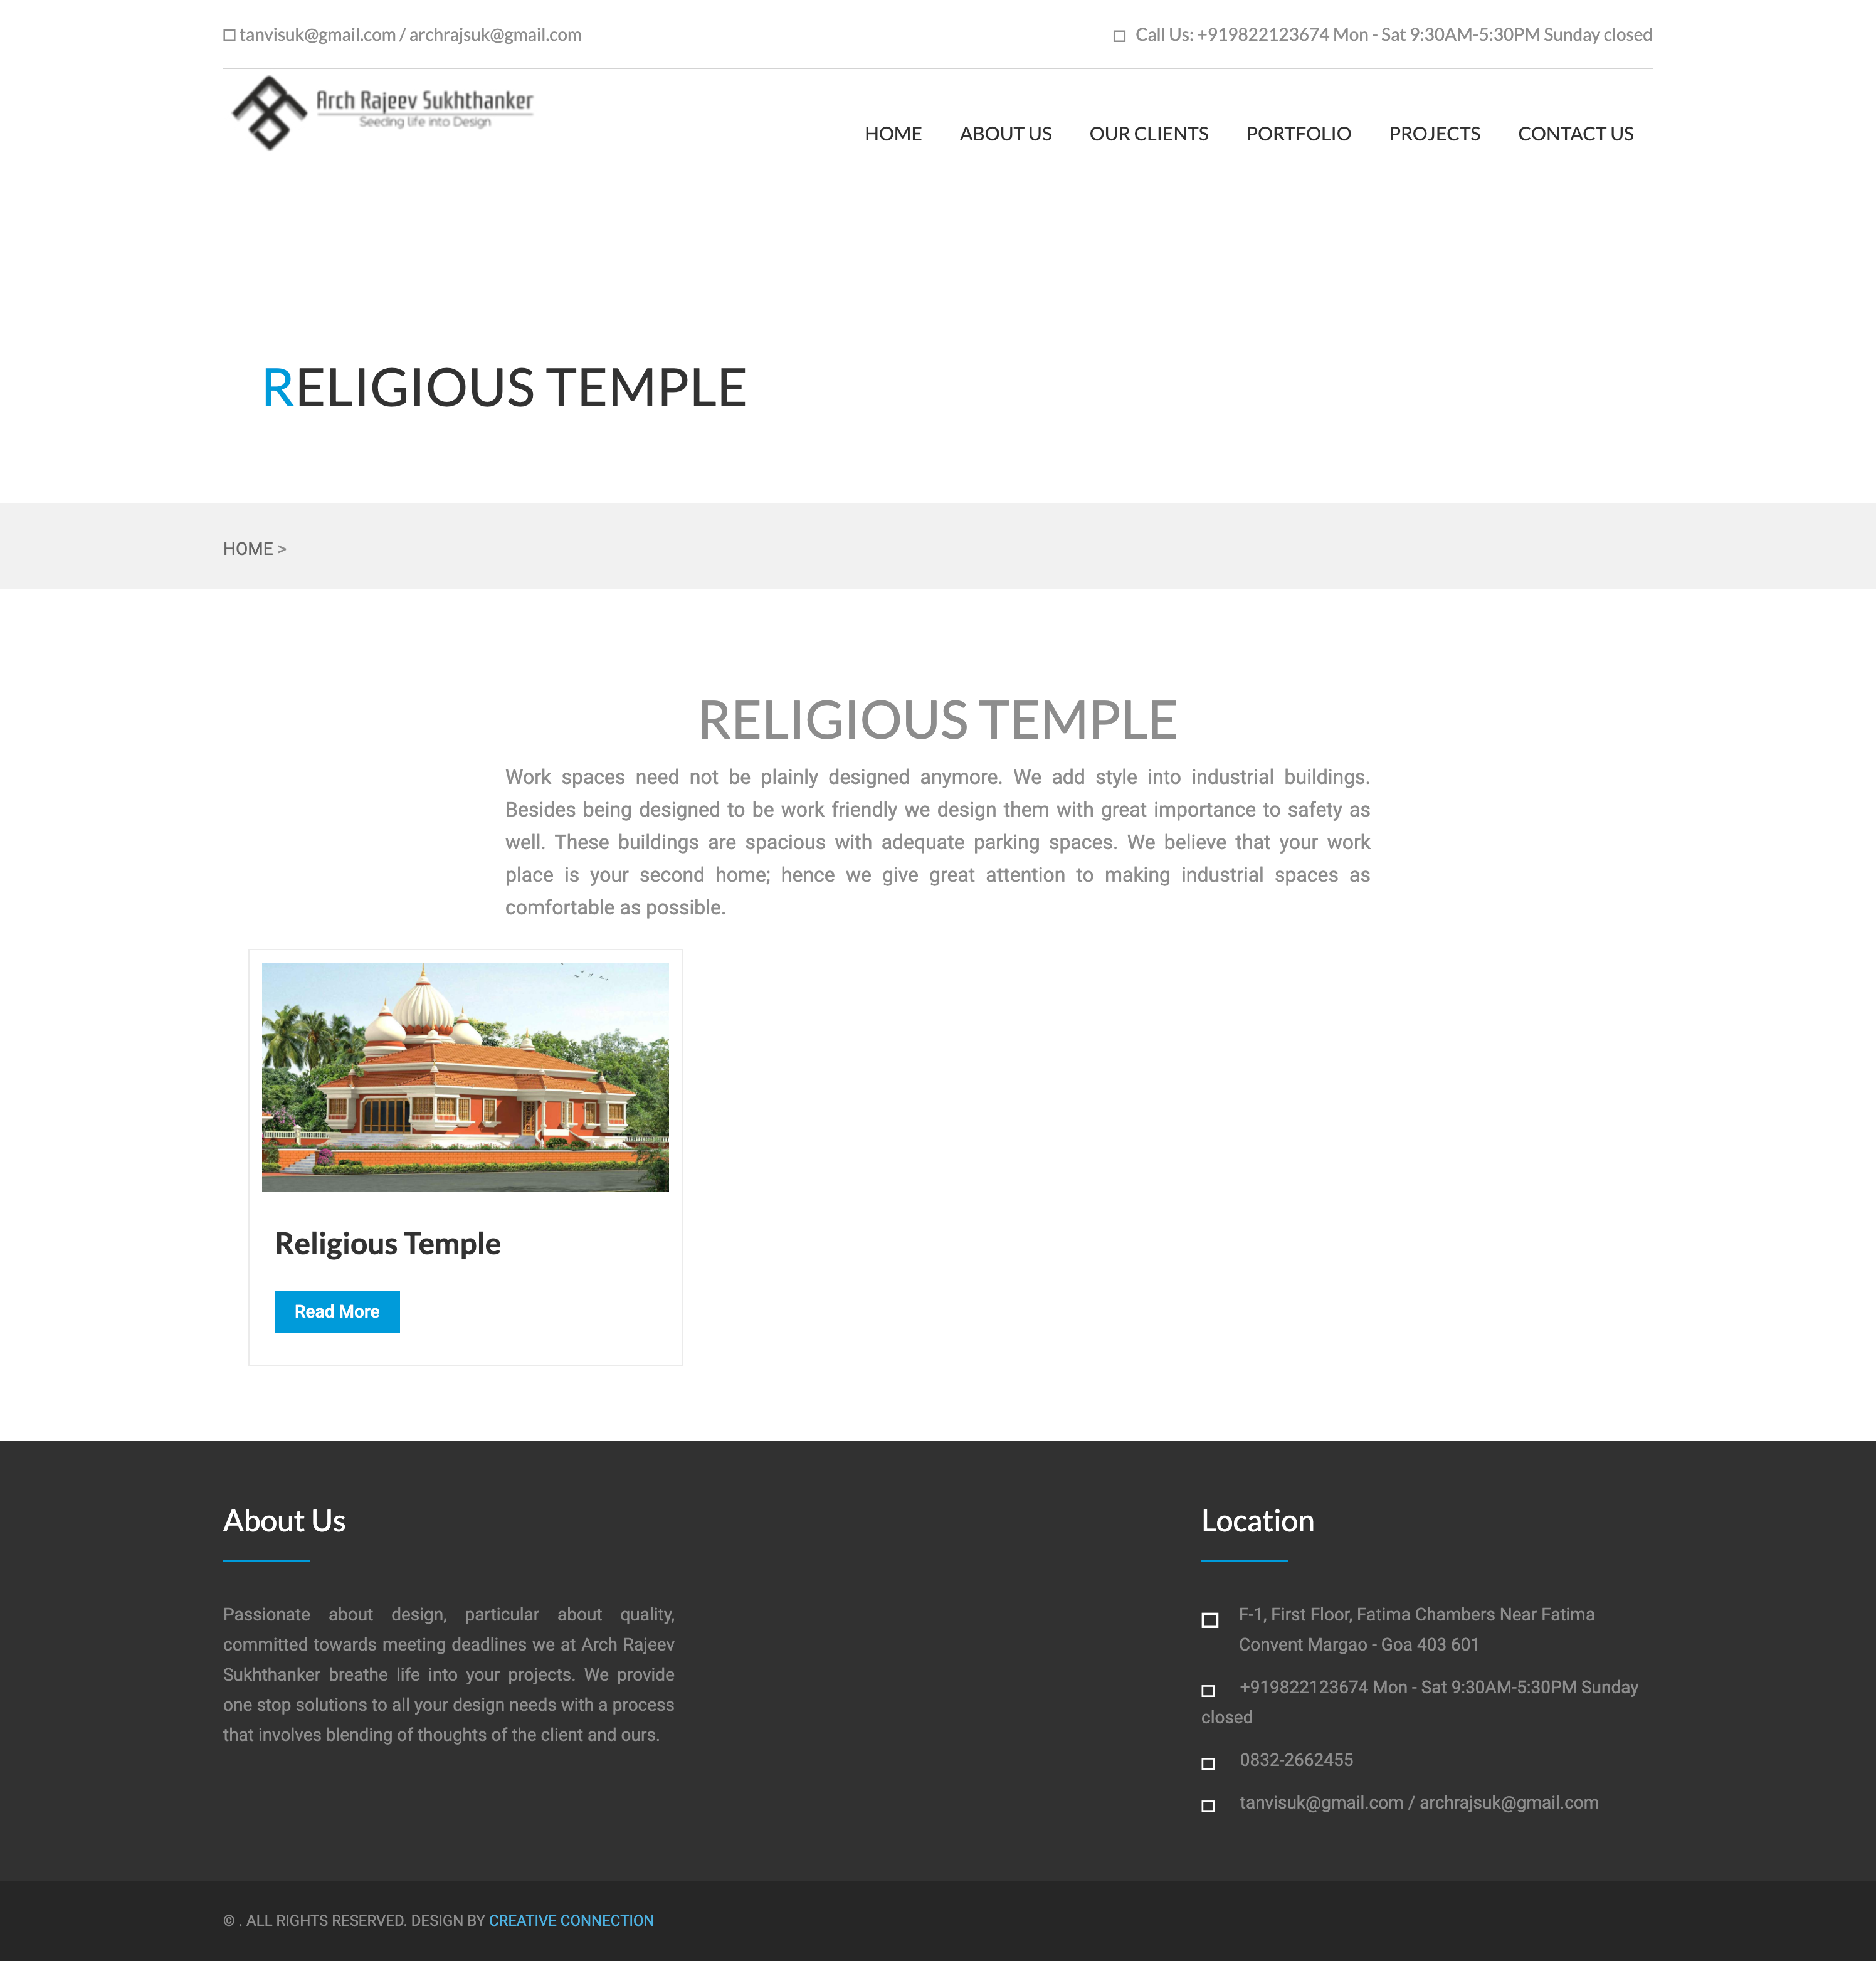 tanvisuk@gmail.com / archrajsuk@gmail.com
Call Us: +919822123674 Mon - Sat 9:30AM-5:30PM Sunday closed
Arch Rajeev Sukhthanker
Seeding life into Design
HOME ABOUT US OUR CLIENTS PORTFOLIO PROJECTS CONTACT US
RELIGIOUS TEMPLE
HOME >
RELIGIOUS TEMPLE
Work spaces need not be plainly designed anymore. We add style into industrial buildings.
Besides being designed to be work friendly we design them with great importance to safety as
well. These buildings are spacious with adequate parking spaces. We believe that your work
place is your second home; hence we give great attention to making industrial spaces as
comfortable as possible.
Religious Temple
Read More
About Us
Passionate about design, particular about quality,
committed towards meeting deadlines we at Arch Rajeev
Sukhthanker breathe life into your projects. We provide
one stop solutions to all your design needs with a process
that involves blending of thoughts of the client and ours.
Location
F-1, First Floor, Fatima Chambers Near Fatima
Convent Margao - Goa 403 601
+919822123674 Mon - Sat 9:30AM-5:30PM Sunday
closed
0832-2662455
tanvisuk@gmail.com / archrajsuk@gmail.com
© . ALL RIGHTS RESERVED. DESIGN BY CREATIVE CONNECTION